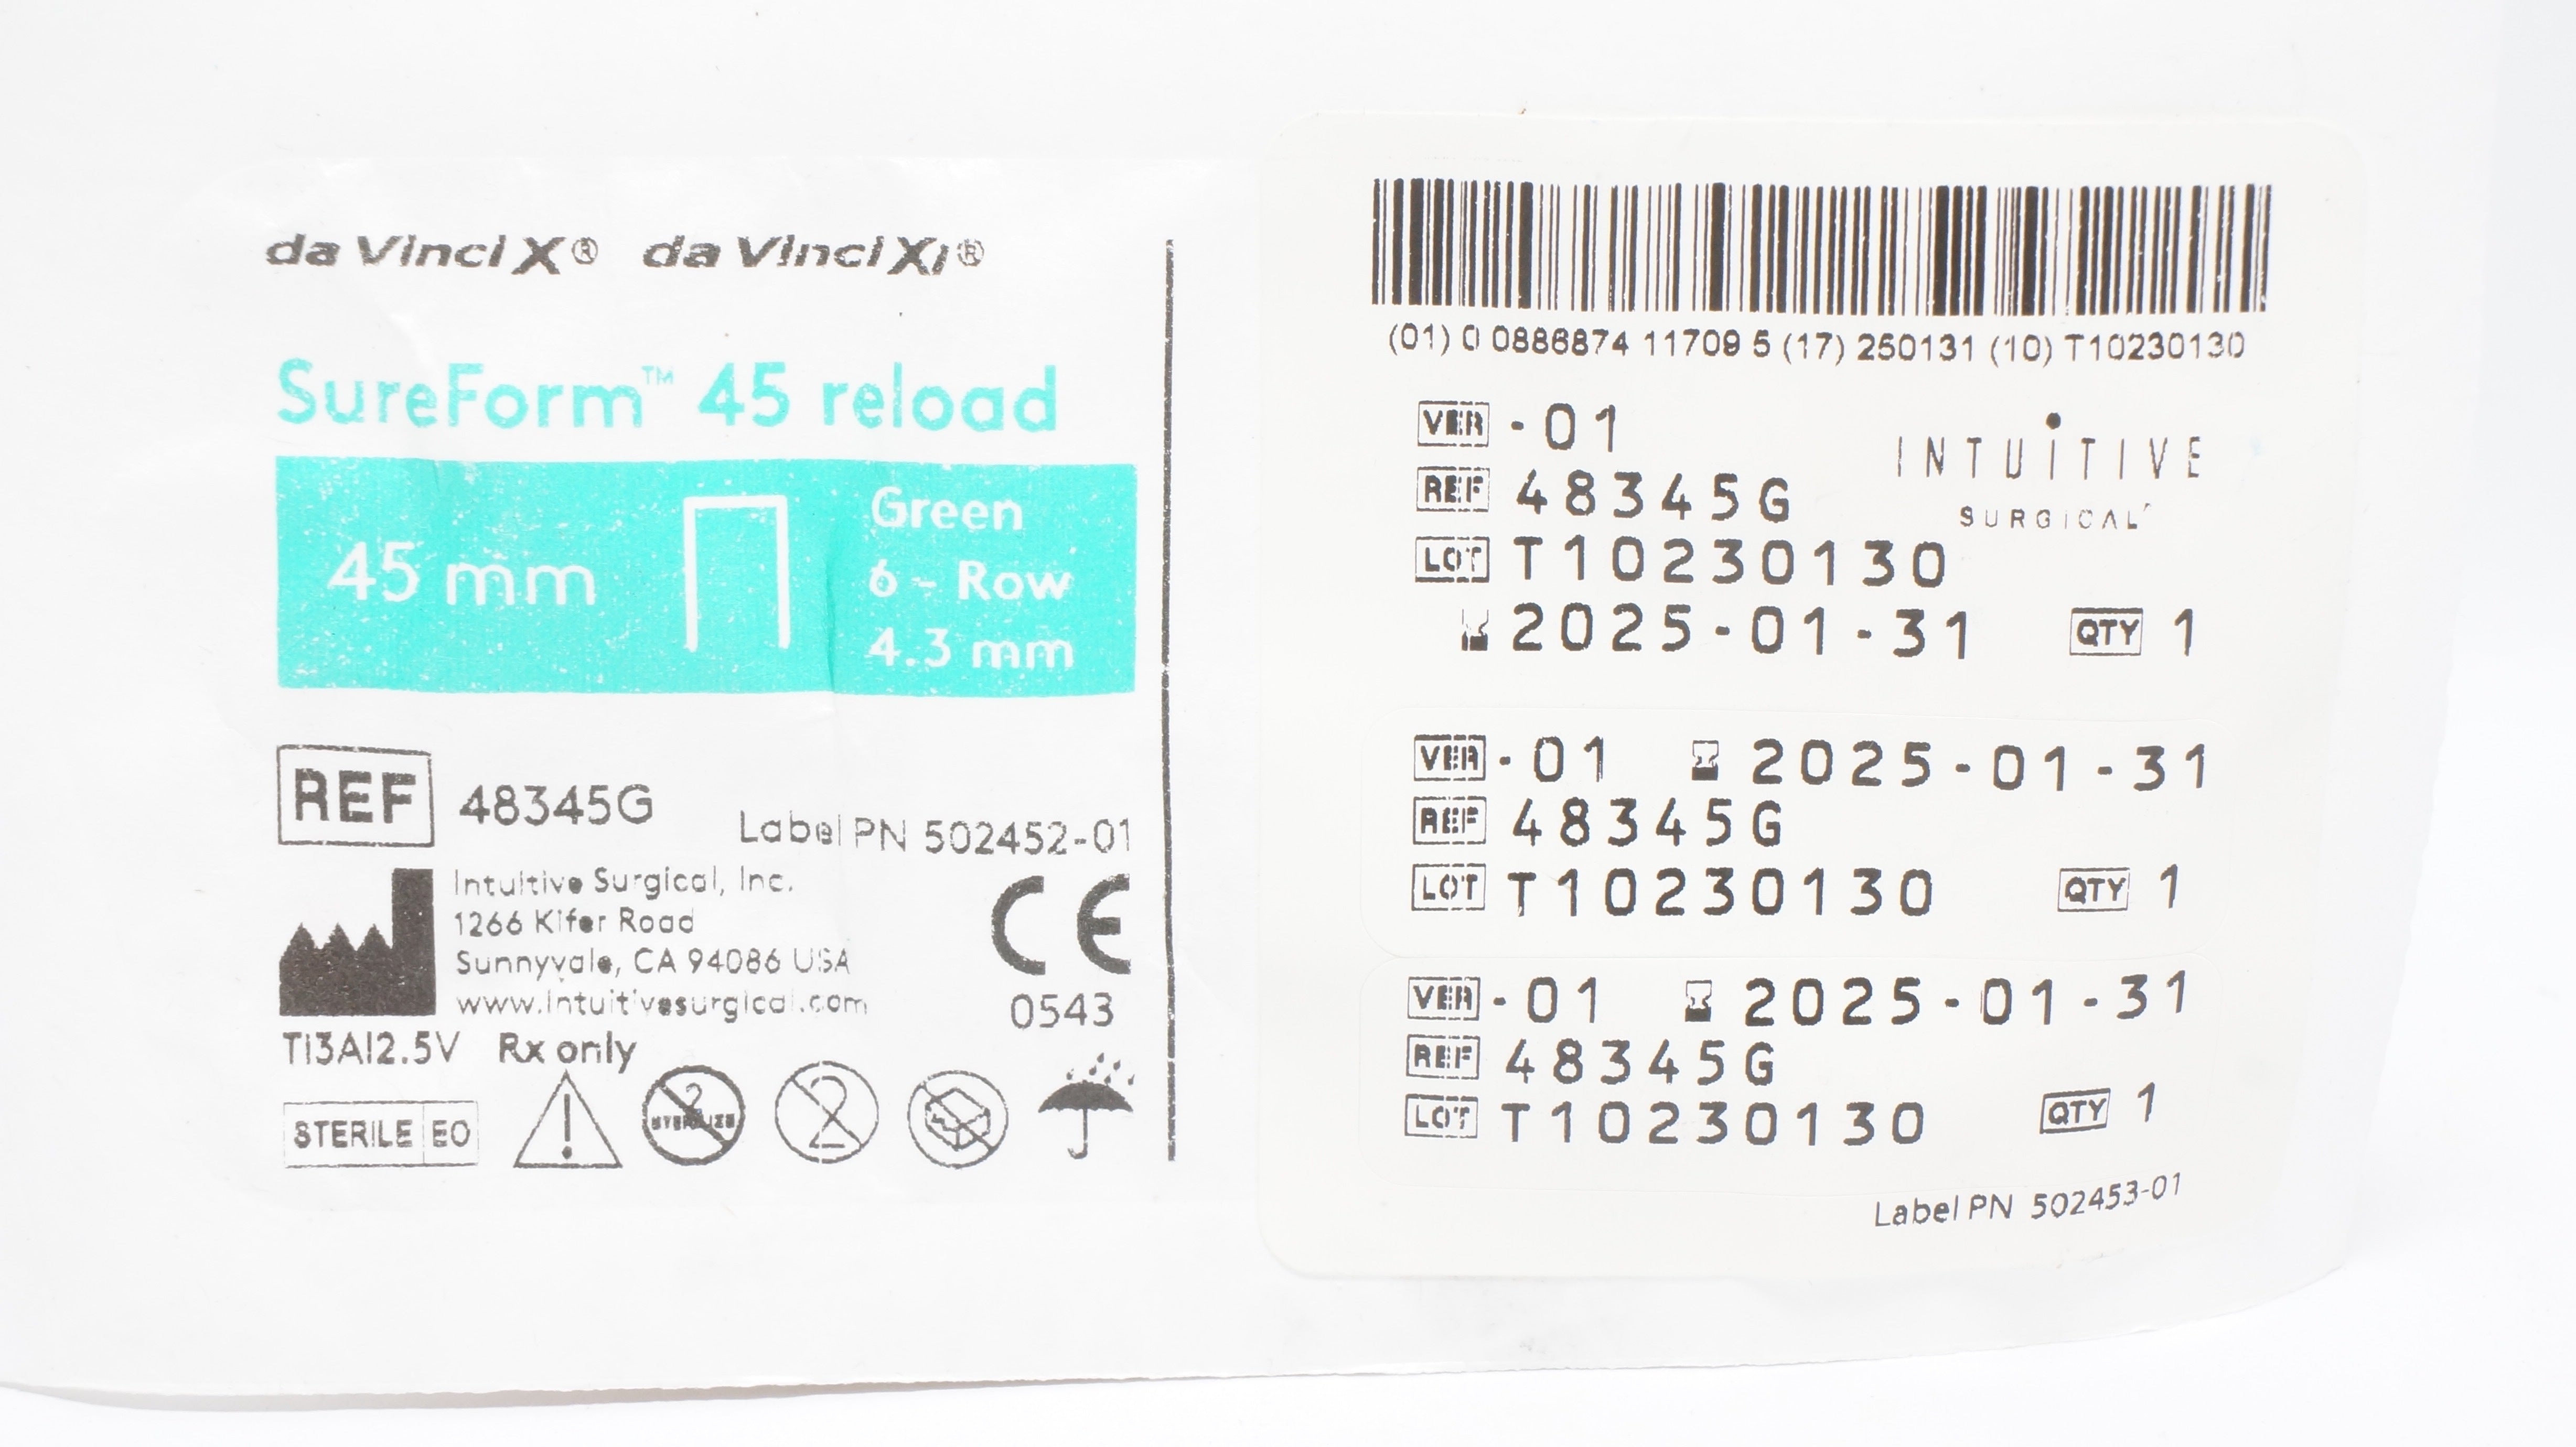 da Vinci X® da Vinci Xi®
SureForm™ 45 reload
45 mm
Green
6 - Row
4.3 mm
REF 48345G
Label PN 502452-01
Intuitive Surgical, Inc.
1266 Kifer Road
Sunnyvale, CA 94086 USA
www.intuitivesurgical.com
CE
0543
Ti3Al2.5V Rx only
STERILE EO
2
STERILIZE
2
(01) 0 0886874 11709 5 (17) 250131 (10) T10230130
VER -01
INTUITIVE
SURGICAL
REF 48345G
LOT T10230130
2025-01-31 QTY 1
VER -01 2025-01-31
REF 48345G
LOT T10230130 QTY 1
VER -01 2025-01-31
REF 48345G
LOT T10230130 QTY 1
Label PN 502453-01